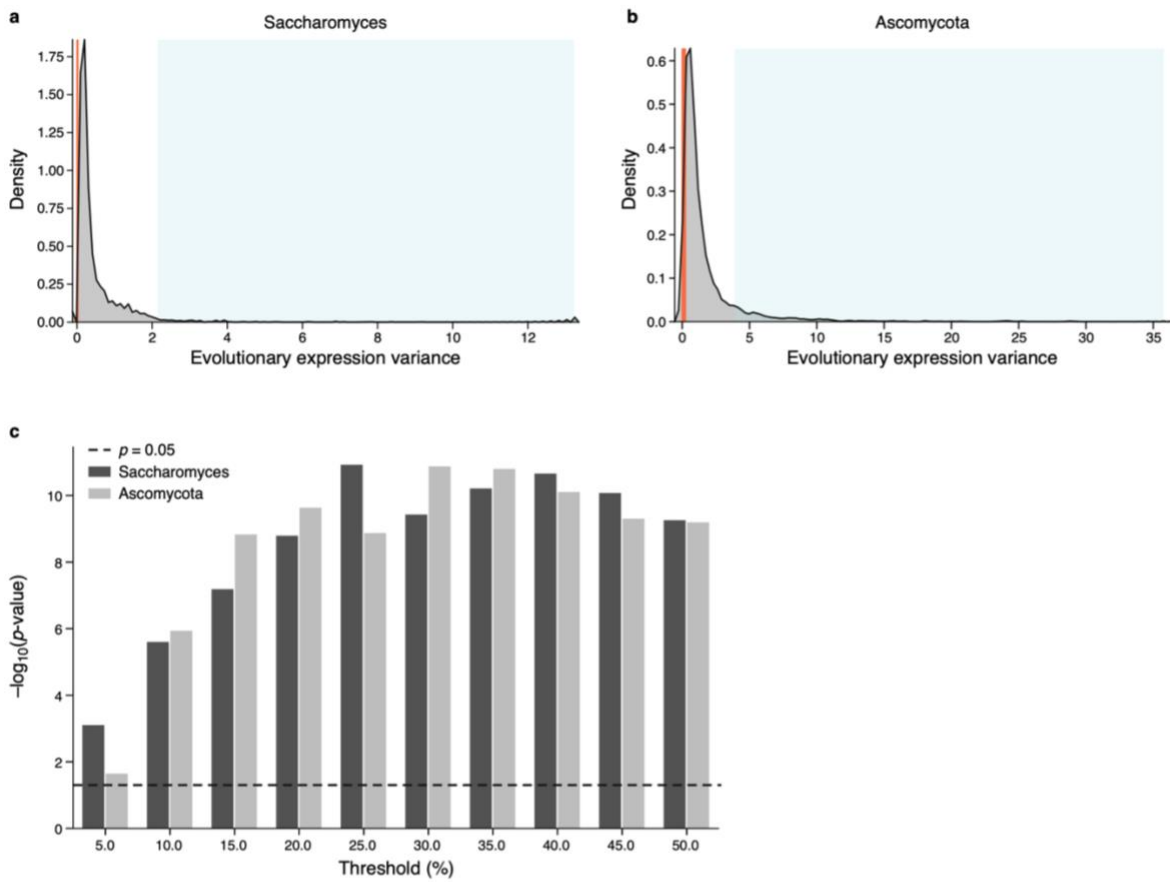 a
Saccharomyces
1.75
1.50
1.25
1.00
0.75
0.50
0.25
0.00
Density
0 2 4 6 8 10 12
Evolutionary expression variance
b
Ascomycota
0.6
0.5
0.4
0.3
0.2
0.1
0.0
Density
0 5 10 15 20 25 30 35
Evolutionary expression variance
c
p = 0.05
Saccharomyces
Ascomycota
10
8
6
4
2
0
–log10(p-value)
5.0 10.0 15.0 20.0 25.0 30.0 35.0 40.0 45.0 50.0
Threshold (%)